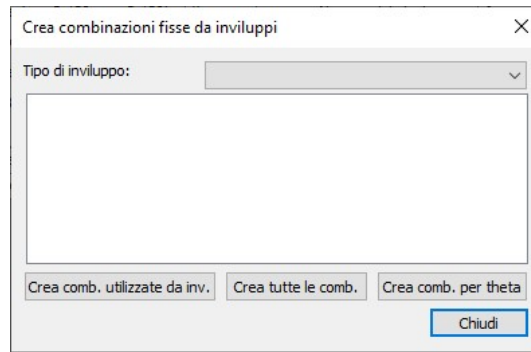 Crea combinazioni fisse da inviluppi
Tipo di inviluppo:
Crea comb. utilizzate da inv. Crea tutte le comb. Crea comb. per theta
Chiudi